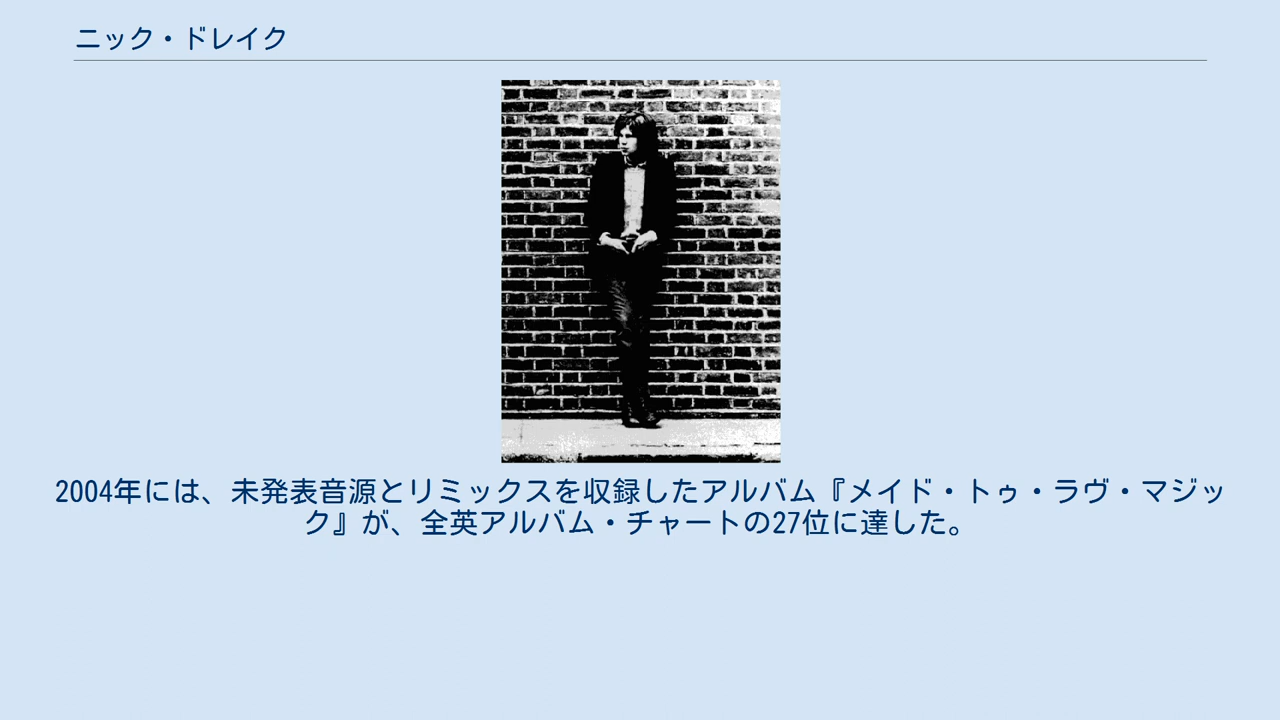 ニック・ドレイク
2004年には、未発表音源とリミックスを収録したアルバム『メイド・トゥ・ラヴ・マジッ
ク』が、全英アルバム・チャートの27位に達した。